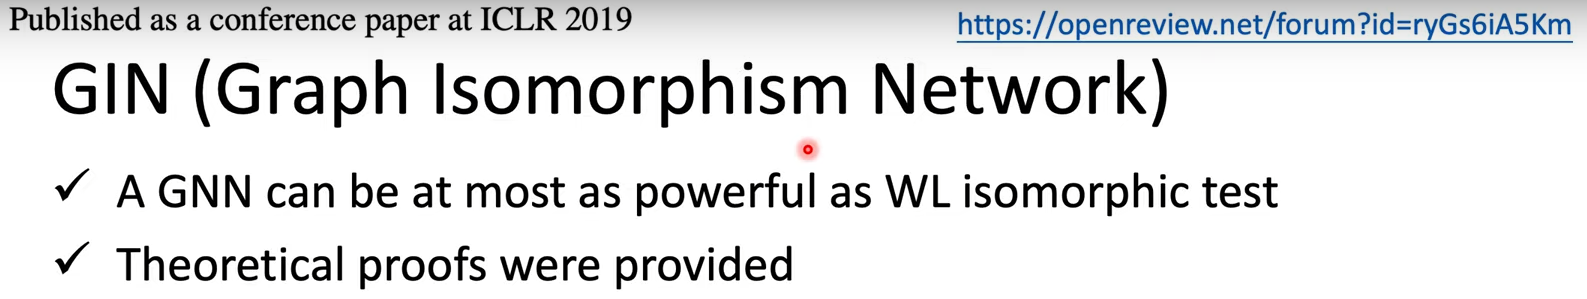 Published as a conference paper at ICLR 2019
https://openreview.net/forum?id=ryGs6iA5Km
GIN (Graph Isomorphism Network)
✓ A GNN can be at most as powerful as WL isomorphic test
✓ Theoretical proofs were provided